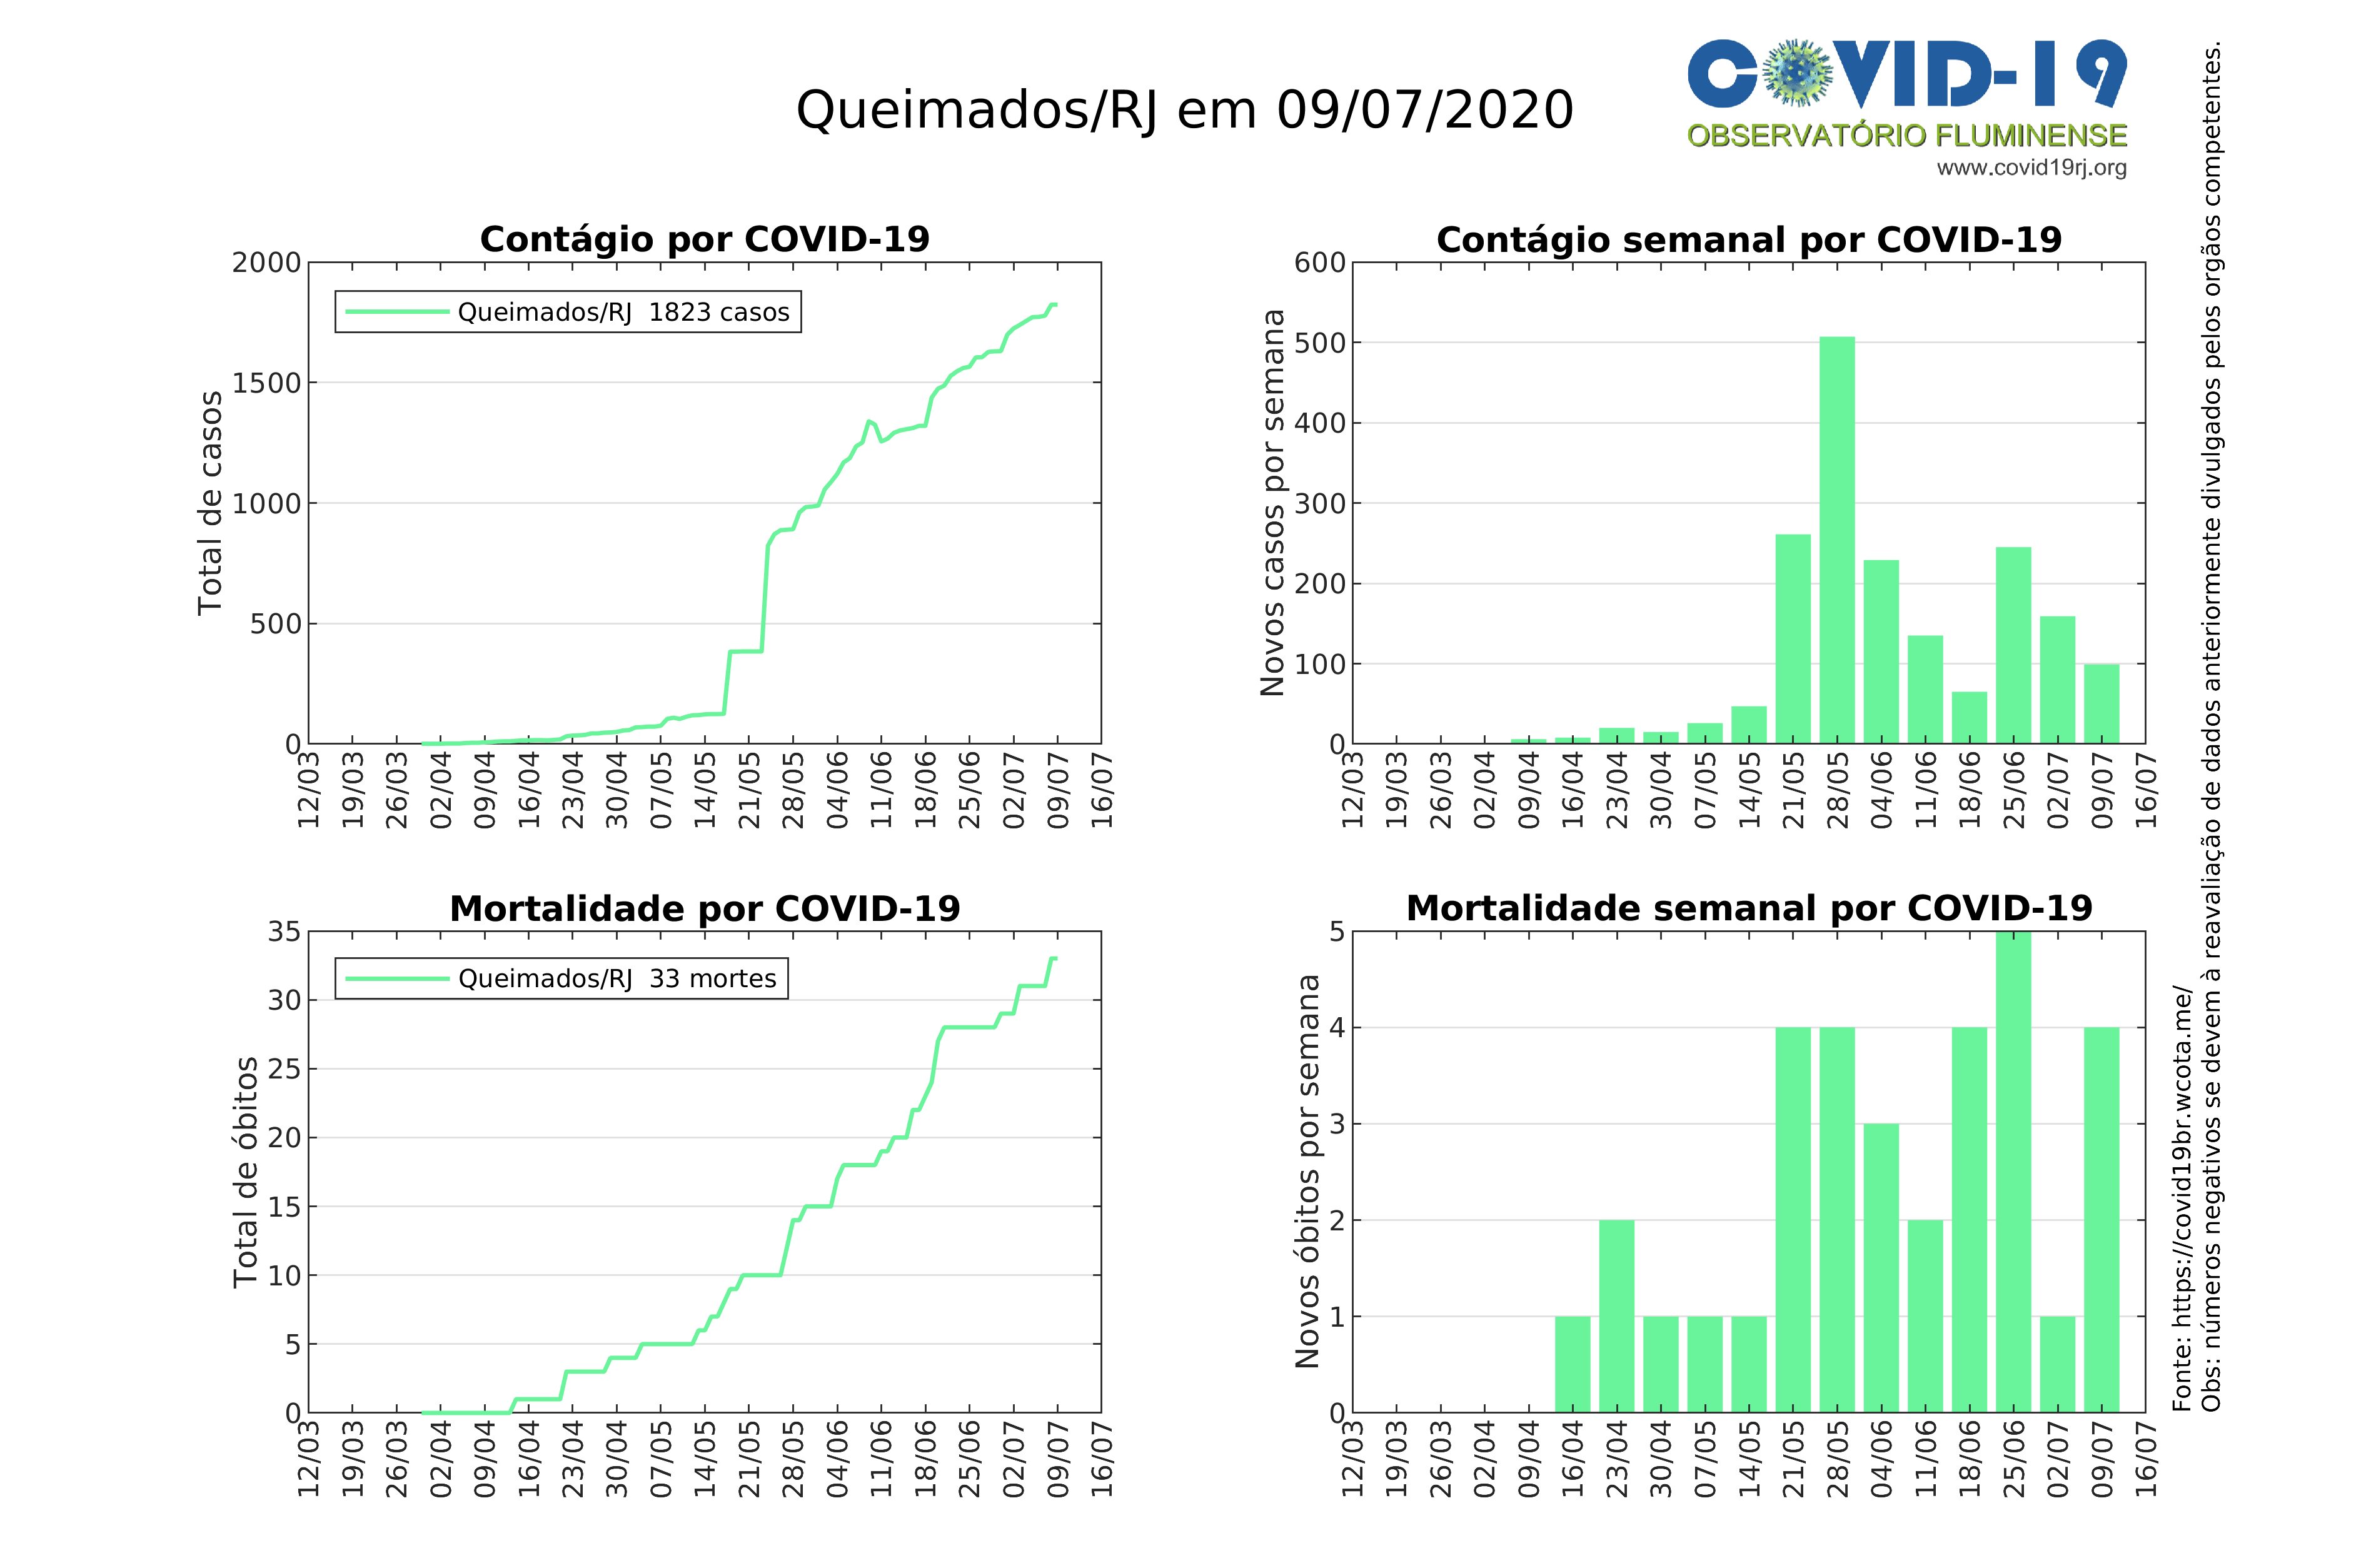 Queimados/RJ em 09/07/2020
COVID-19
OBSERVATÓRIO FLUMINENSE
www.covid19rj.org
Contágio por COVID-19
Total de casos
2000
1500
1000
500
0
Queimados/RJ 1823 casos
12/03 19/03 26/03 02/04 09/04 16/04 23/04 30/04 07/05 14/05 21/05 28/05 04/06 11/06 18/06 25/06 02/07 09/07 16/07
Contágio semanal por COVID-19
Novos casos por semana
600
500
400
300
200
100
0
12/03 19/03 26/03 02/04 09/04 16/04 23/04 30/04 07/05 14/05 21/05 28/05 04/06 11/06 18/06 25/06 02/07 09/07 16/07
Mortalidade por COVID-19
Total de óbitos
35
30
25
20
15
10
5
0
Queimados/RJ 33 mortes
12/03 19/03 26/03 02/04 09/04 16/04 23/04 30/04 07/05 14/05 21/05 28/05 04/06 11/06 18/06 25/06 02/07 09/07 16/07
Mortalidade semanal por COVID-19
Novos óbitos por semana
5
4
3
2
1
0
12/03 19/03 26/03 02/04 09/04 16/04 23/04 30/04 07/05 14/05 21/05 28/05 04/06 11/06 18/06 25/06 02/07 09/07 16/07
Fonte: https://covid19br.wcota.me/
Obs: números negativos se devem à reavaliação de dados anteriormente divulgados pelos orgãos competentes.